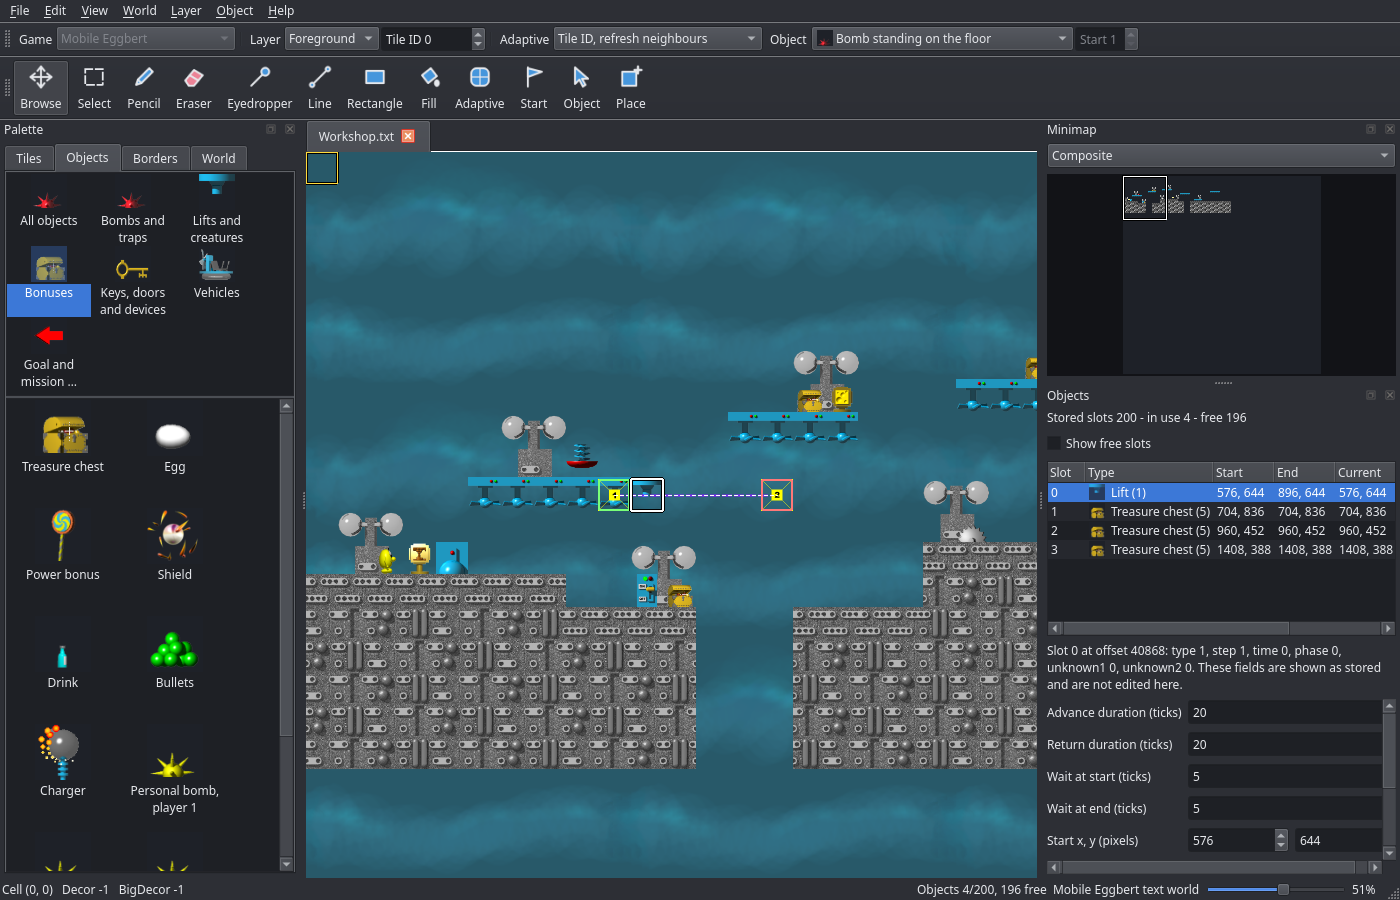 File Edit View World Layer Object Help
Game Mobile Eggbert Layer Foreground Tile ID 0 Adaptive Tile ID, refresh neighbours Object Bomb standing on the floor Start 1
Browse Select Pencil Eraser Eyedropper Line Rectangle Fill Adaptive Start Object Place
Palette
Tiles Objects Borders World
All objects
Bombs and traps
Lifts and creatures
Bonuses
Keys, doors and devices
Vehicles
Goal and mission ...
Treasure chest
Egg
Power bonus
Shield
Drink
Bullets
Charger
Personal bomb, player 1
Workshop.txt
1
2
Minimap
Composite
Objects
Stored slots 200 - in use 4 - free 196
Show free slots
Slot Type Start End Current
0 Lift (1) 576, 644 896, 644 576, 644
1 Treasure chest (5) 704, 836 704, 836 704, 836
2 Treasure chest (5) 960, 452 960, 452 960, 452
3 Treasure chest (5) 1408, 388 1408, 388 1408, 388
Slot 0 at offset 40868: type 1, step 1, time 0, phase 0,
unknown1 0, unknown2 0. These fields are shown as stored
and are not edited here.
Advance duration (ticks) 20
Return duration (ticks) 20
Wait at start (ticks) 5
Wait at end (ticks) 5
Start x, y (pixels) 576 644
Cell (0, 0) Decor -1 BigDecor -1
Objects 4/200, 196 free Mobile Eggbert text world 51%